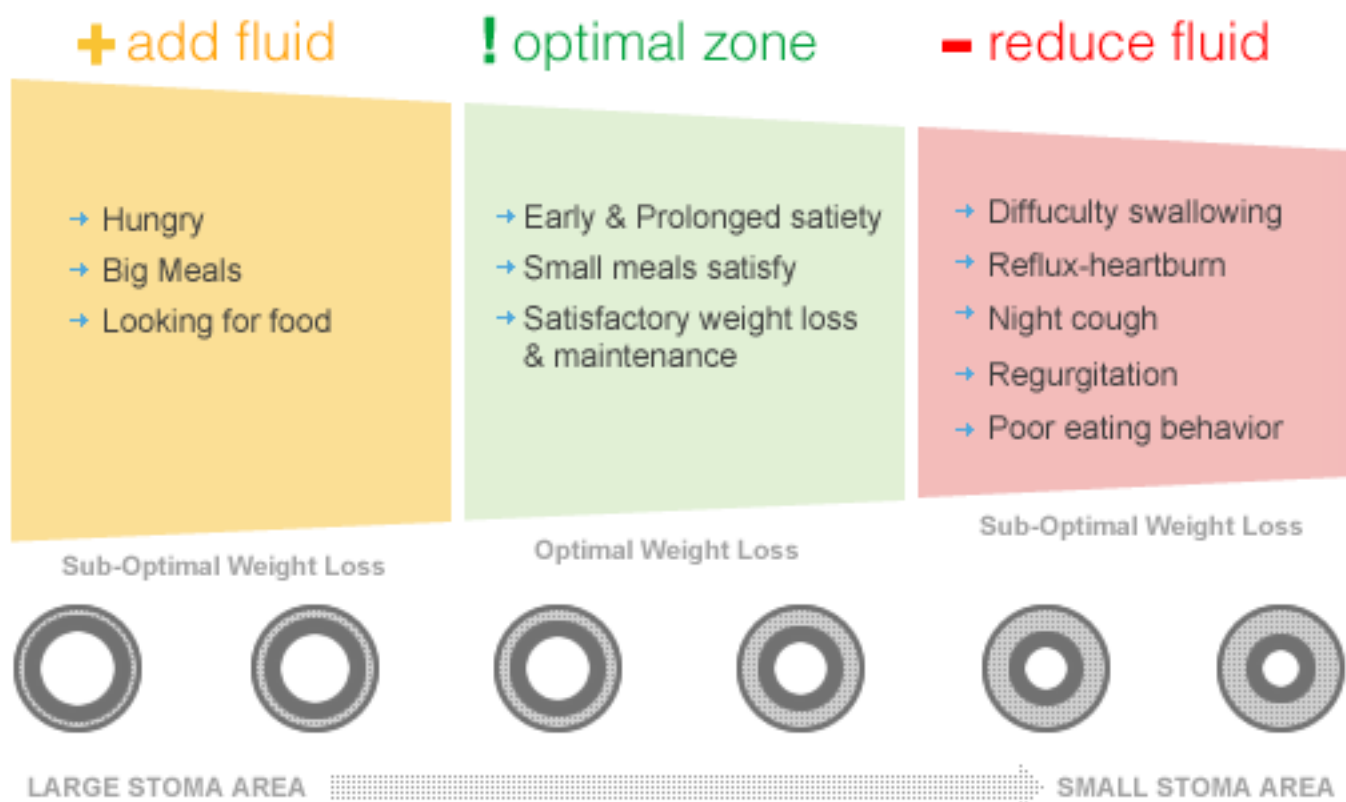 + add fluid
! optimal zone
- reduce fluid
Hungry
Big Meals
Looking for food
Sub-Optimal Weight Loss
Early & Prolonged satiety
Small meals satisfy
Satisfactory weight loss
& maintenance
Optimal Weight Loss
Diffuculty swallowing
Reflux-heartburn
Night cough
Regurgitation
Poor eating behavior
Sub-Optimal Weight Loss
LARGE STOMA AREA
SMALL STOMA AREA